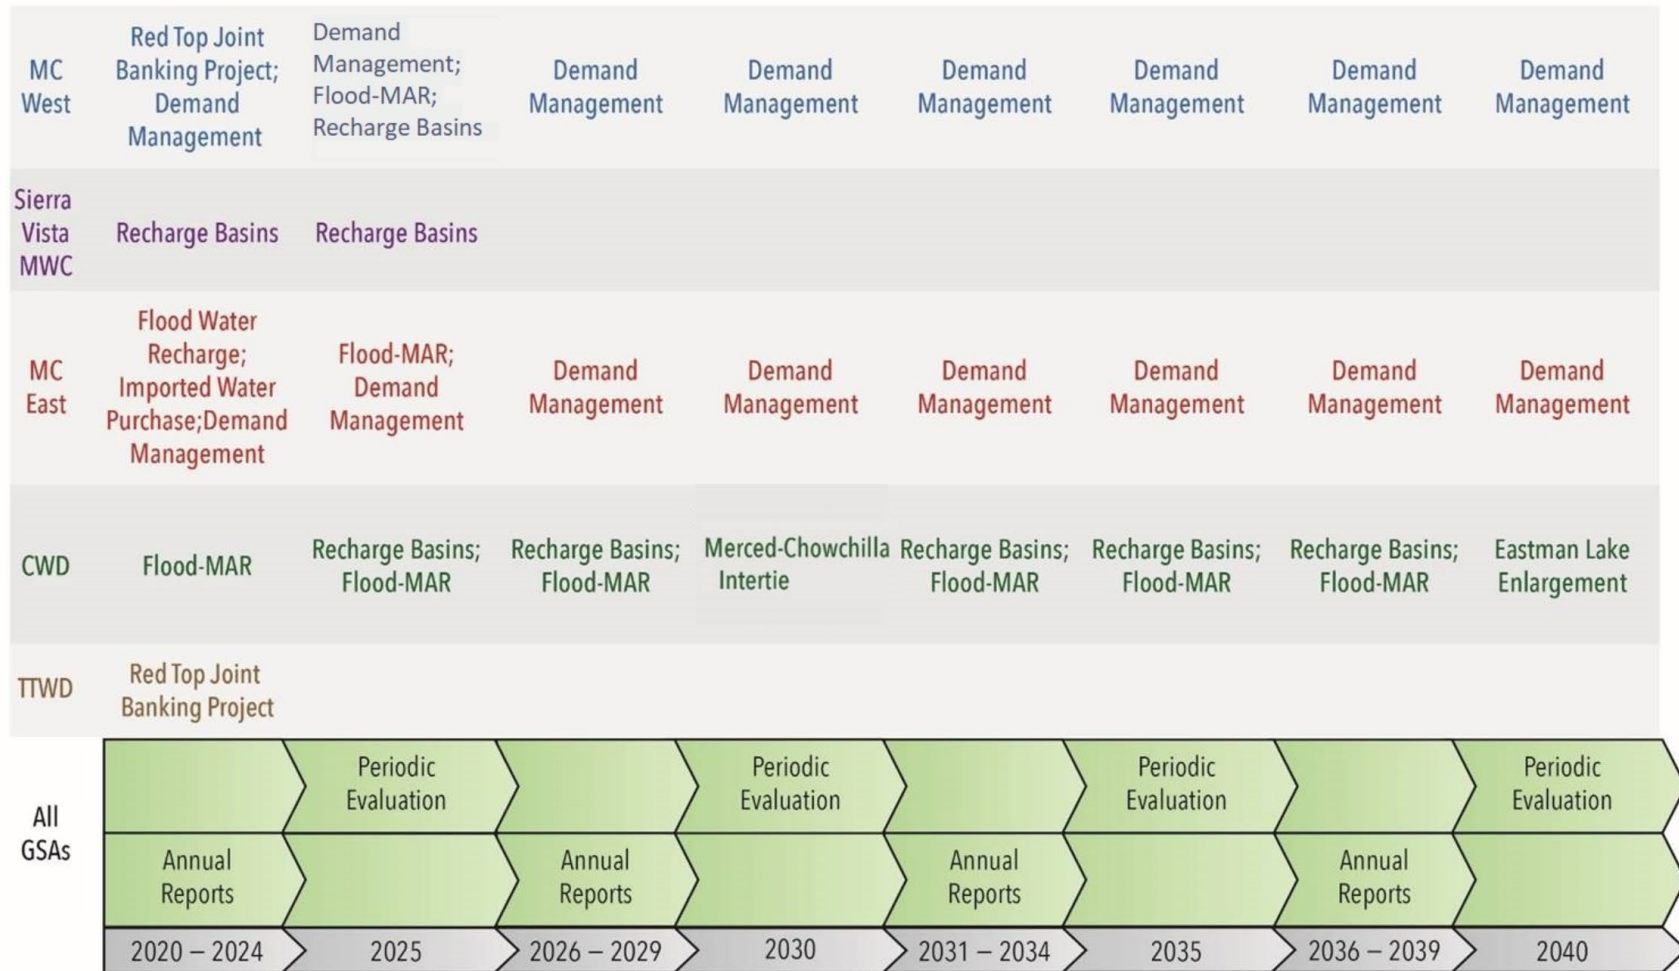 MC
West
Red Top Joint
Banking Project;
Demand
Management
Demand
Management;
Flood-MAR;
Recharge Basins
Demand
Management
Demand
Management
Demand
Management
Demand
Management
Demand
Management
Demand
Management
Sierra
Vista
MWC
Recharge Basins
Recharge Basins
MC
East
Flood Water
Recharge;
Imported Water
Purchase;Demand
Management
Flood-MAR;
Demand
Management
Demand
Management
Demand
Management
Demand
Management
Demand
Management
Demand
Management
Demand
Management
CWD
Flood-MAR
Recharge Basins;
Flood-MAR
Recharge Basins;
Flood-MAR
Merced-Chowchilla
Intertie
Recharge Basins;
Flood-MAR
Recharge Basins;
Flood-MAR
Recharge Basins;
Flood-MAR
Eastman Lake
Enlargement
TTWD
Red Top Joint
Banking Project
All
GSAs
Periodic
Evaluation
Periodic
Evaluation
Periodic
Evaluation
Periodic
Evaluation
Annual
Reports
Annual
Reports
Annual
Reports
Annual
Reports
2020 – 2024
2025
2026 – 2029
2030
2031 – 2034
2035
2036 – 2039
2040